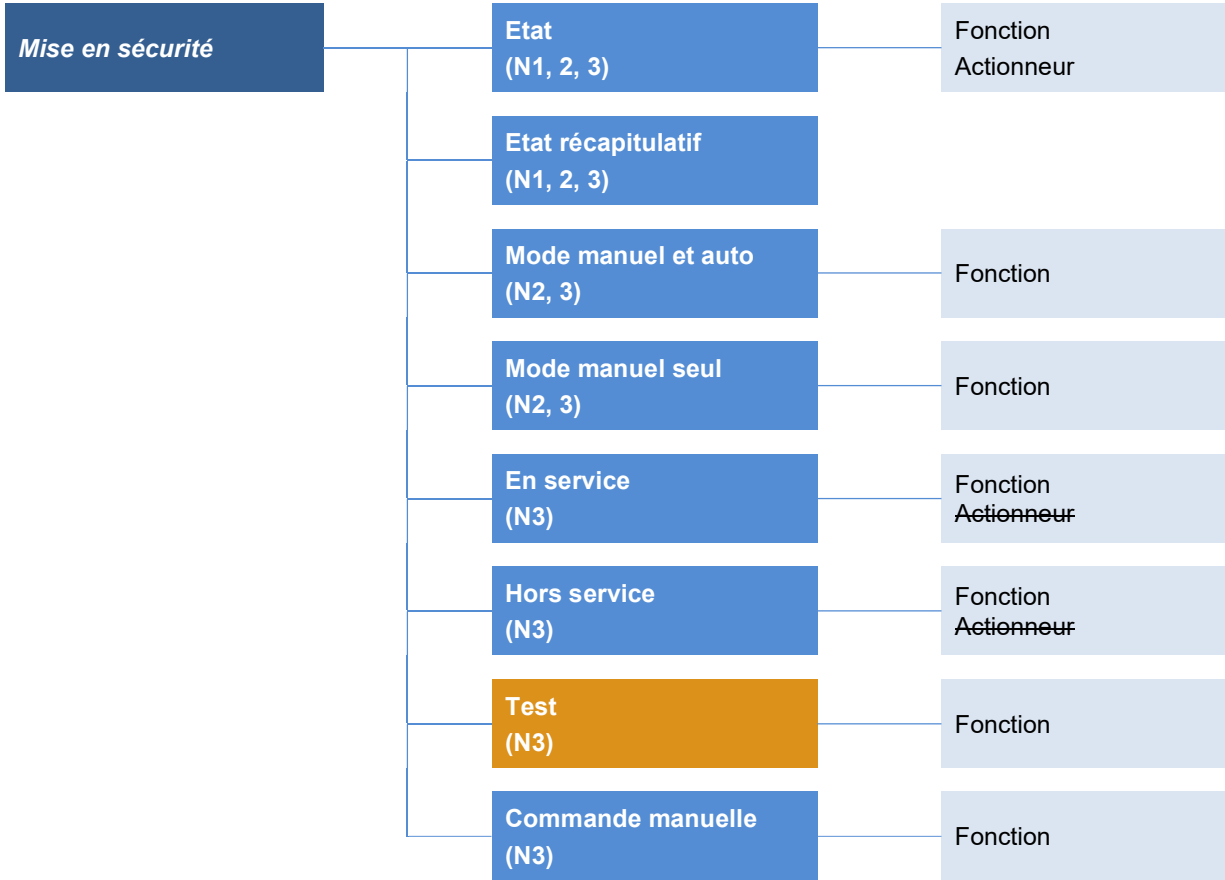 Mise en sécurité
Etat
(N1, 2, 3)
Fonction
Actionneur
Etat récapitulatif
(N1, 2, 3)
Mode manuel et auto
(N2, 3)
Fonction
Mode manuel seul
(N2, 3)
Fonction
En service
(N3)
Fonction
Actionneur
Hors service
(N3)
Fonction
Actionneur
Test
(N3)
Fonction
Commande manuelle
(N3)
Fonction